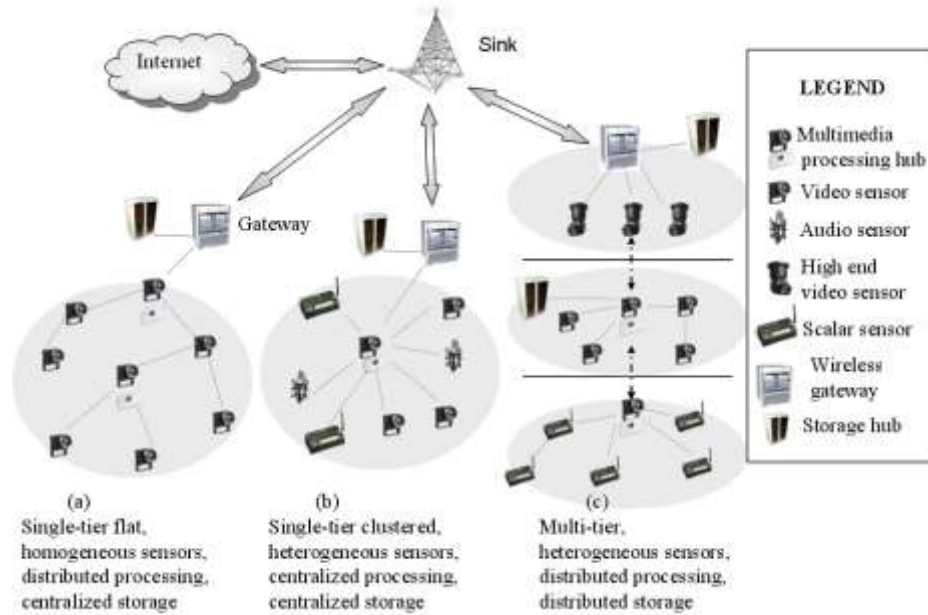 Internet
Sink
Gateway
LEGEND
Multimedia
processing hub
Video sensor
Audio sensor
High end
video sensor
Scalar sensor
Wireless
gateway
Storage hub
(a)
Single-tier flat,
homogeneous sensors,
distributed processing,
centralized storage
(b)
Single-tier clustered,
heterogeneous sensors,
centralized processing,
centralized storage
(c)
Multi-tier,
heterogeneous sensors,
distributed processing,
distributed storage